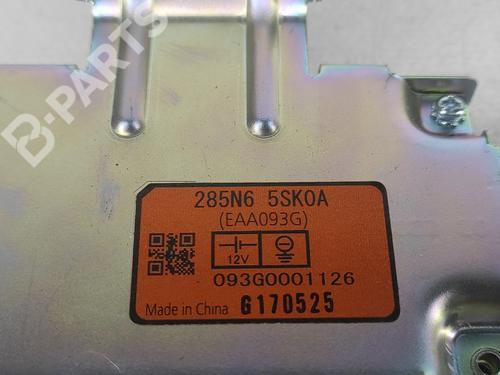 B-PARTS
285N6 5SK0A
(EAA093G)
12V
093G0001126
Made in China G170525